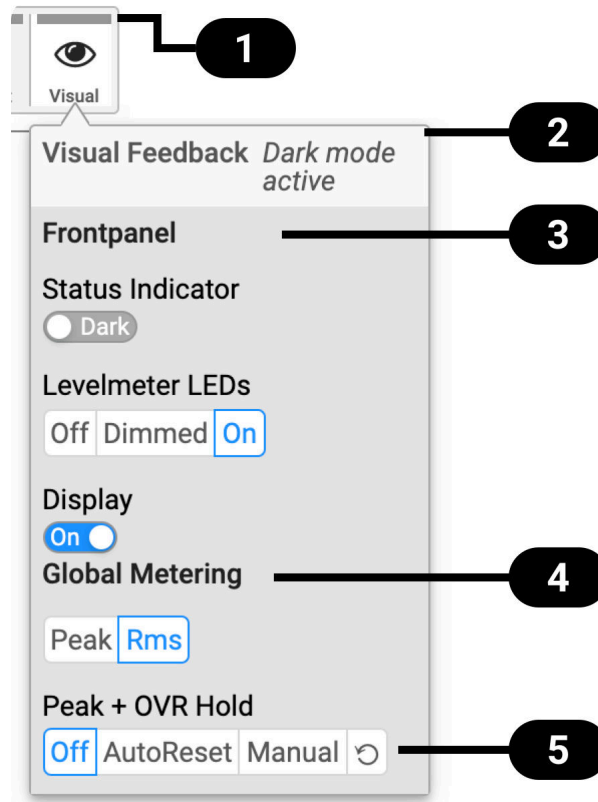 1
Visual
2
Visual Feedback Dark mode
active
Frontpanel
3
Status Indicator
Dark
Levelmeter LEDs
Off Dimmed On
Display
On
Global Metering
4
Peak Rms
Peak + OVR Hold
Off AutoReset Manual
5